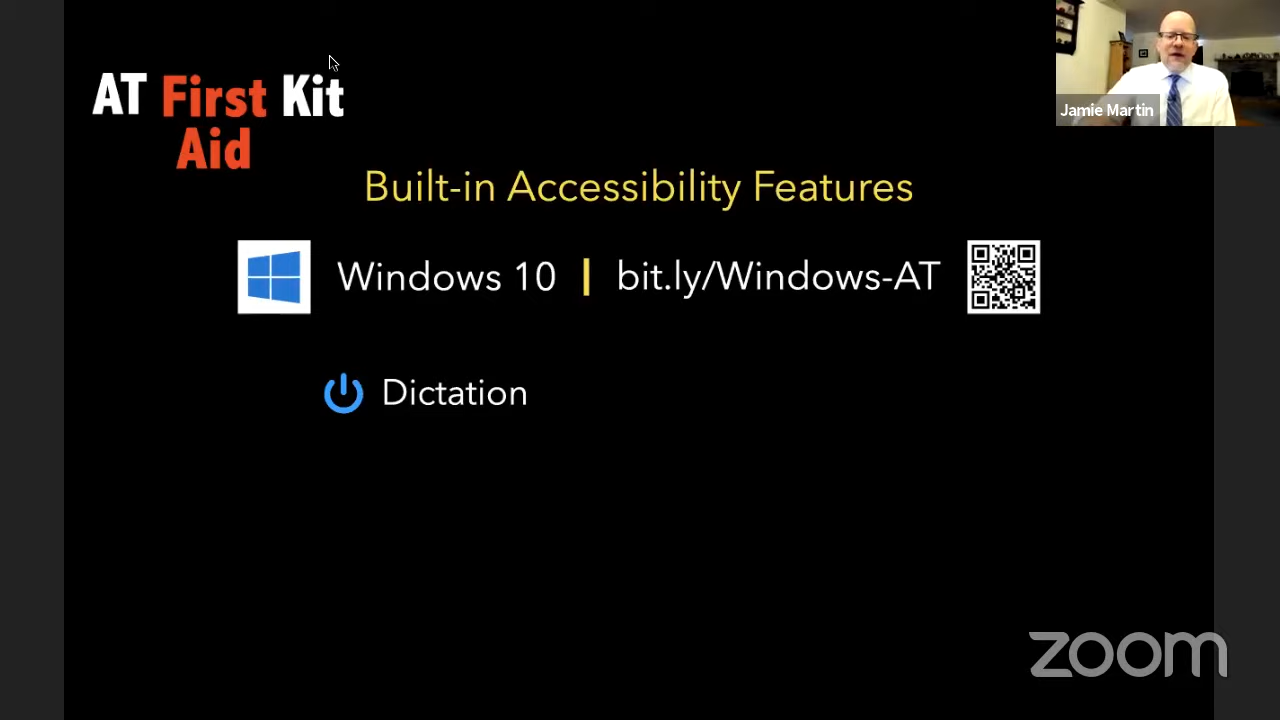 AT First Kit
Aid
Jamie Martin
Built-in Accessibility Features
Windows 10 | bit.ly/Windows-AT
Dictation
zoom